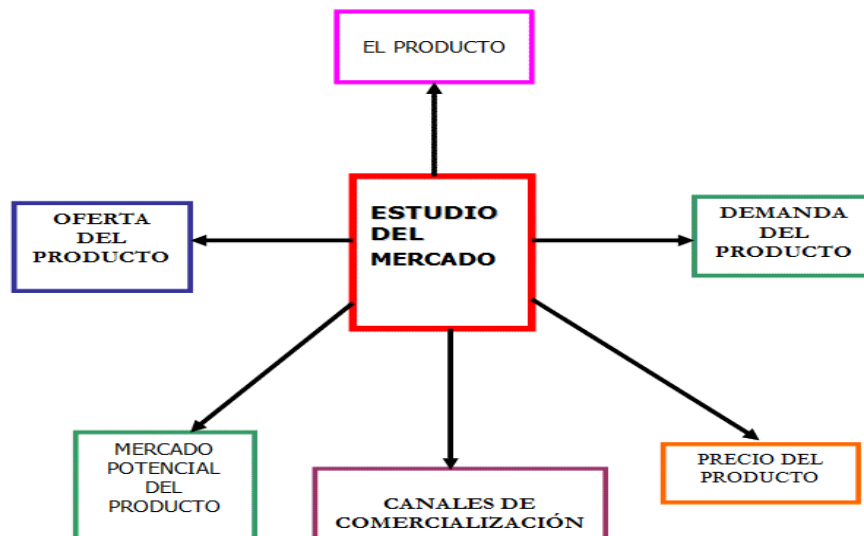 EL PRODUCTO
OFERTA
DEL
PRODUCTO
ESTUDIO
DEL
MERCADO
DEMANDA
DEL
PRODUCTO
MERCADO
POTENCIAL
DEL
PRODUCTO
CANALES DE
COMERCIALIZACIÓN
PRECIO DEL
PRODUCTO